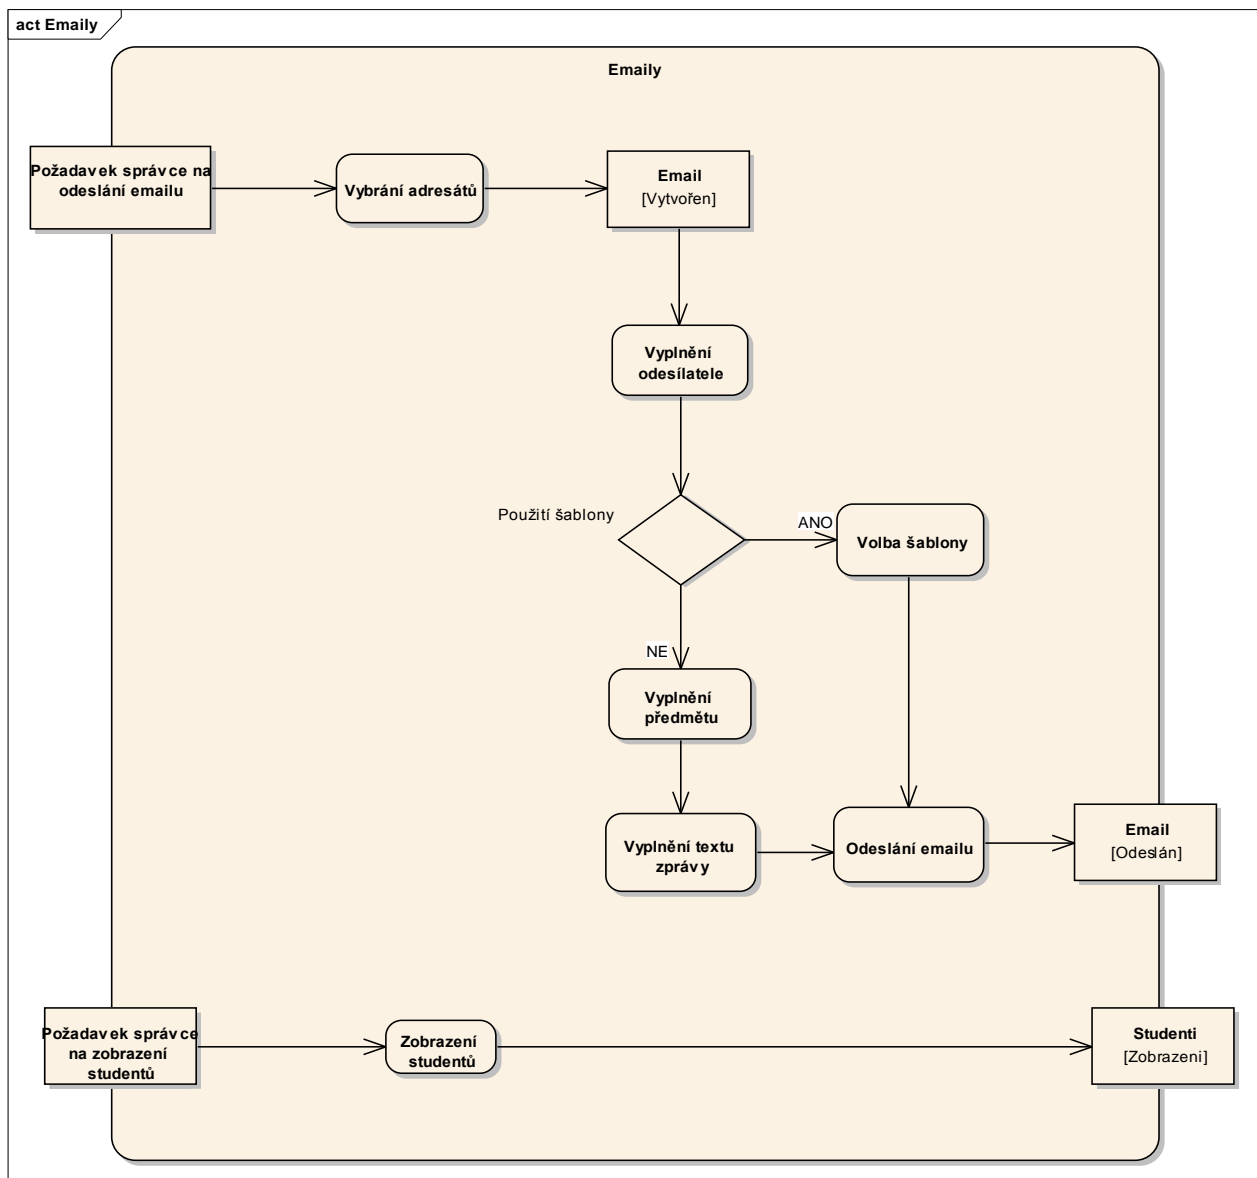 act Emaily
Emaily
Požadavek správce na
odeslání emailu
Vybrání adresátů
Email
[Vytvořen]
Vyplnění
odesílatele
Použití šablony
ANO
Volba šablony
NE
Vyplnění
předmětu
Vyplnění textu
zprávy
Odeslání emailu
Email
[Odeslán]
Požadavek správce
na zobrazení
studentů
Zobrazení
studentů
Studenti
[Zobrazeni]